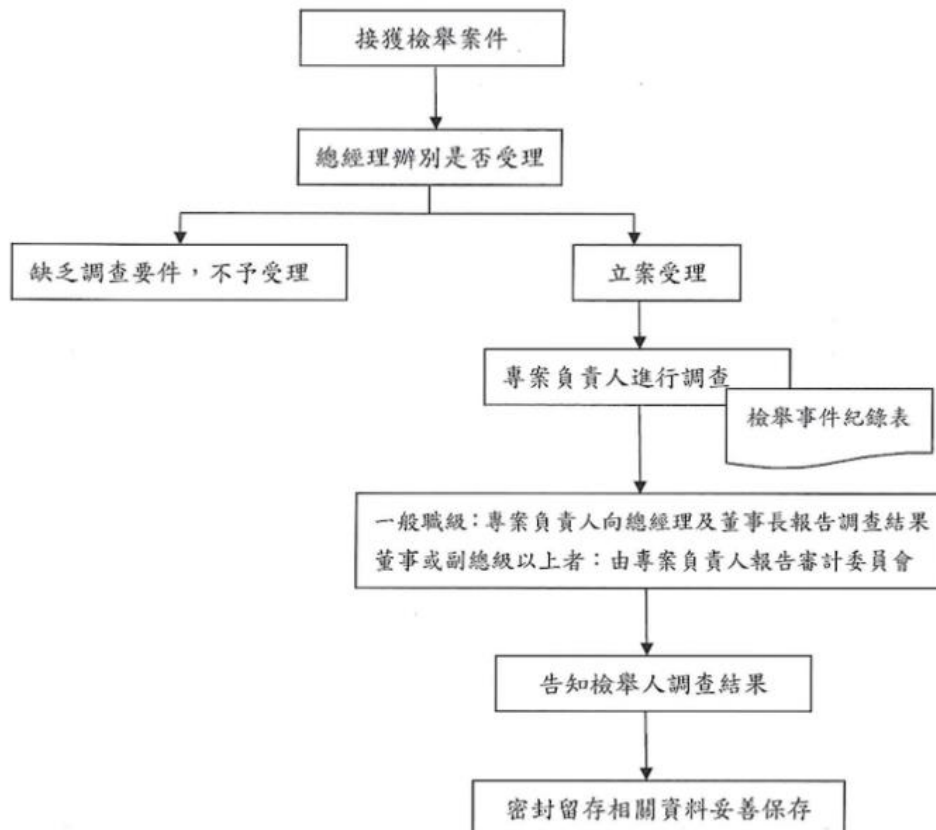 接獲檢舉案件
總經理辦別是否受理
缺乏調查要件，不予受理
立案受理
專案負責人進行調查
檢舉事件紀錄表
一般職級：專案負責人向總經理及董事長報告調查結果
董事或副總級以上者：由專案負責人報告審計委員會
告知檢舉人調查結果
密封留存相關資料妥善保存